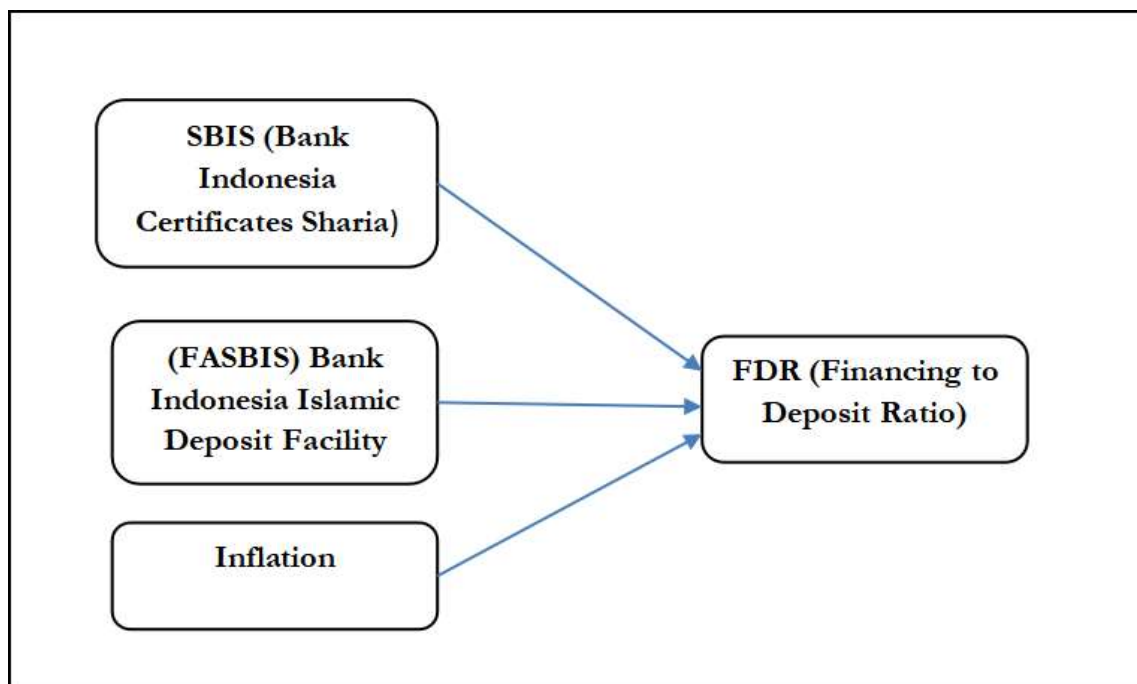 SBIS (Bank
Indonesia
Certificates Sharia)
(FASBIS) Bank
Indonesia Islamic
Deposit Facility
Inflation
FDR (Financing to
Deposit Ratio)